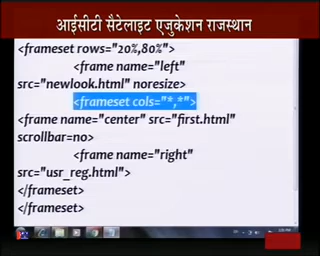 आईसीटी सैटेलाइट एजुकेशन राजस्थान
<frameset rows="20%,80%">
<frame name="left"
src="newlook.html" noresize>
<frameset cols="*,*">
<frame name="center" src="first.html"
scrollbar=no>
<frame name="right"
src="usr_reg.html">
</frameset>
</frameset>